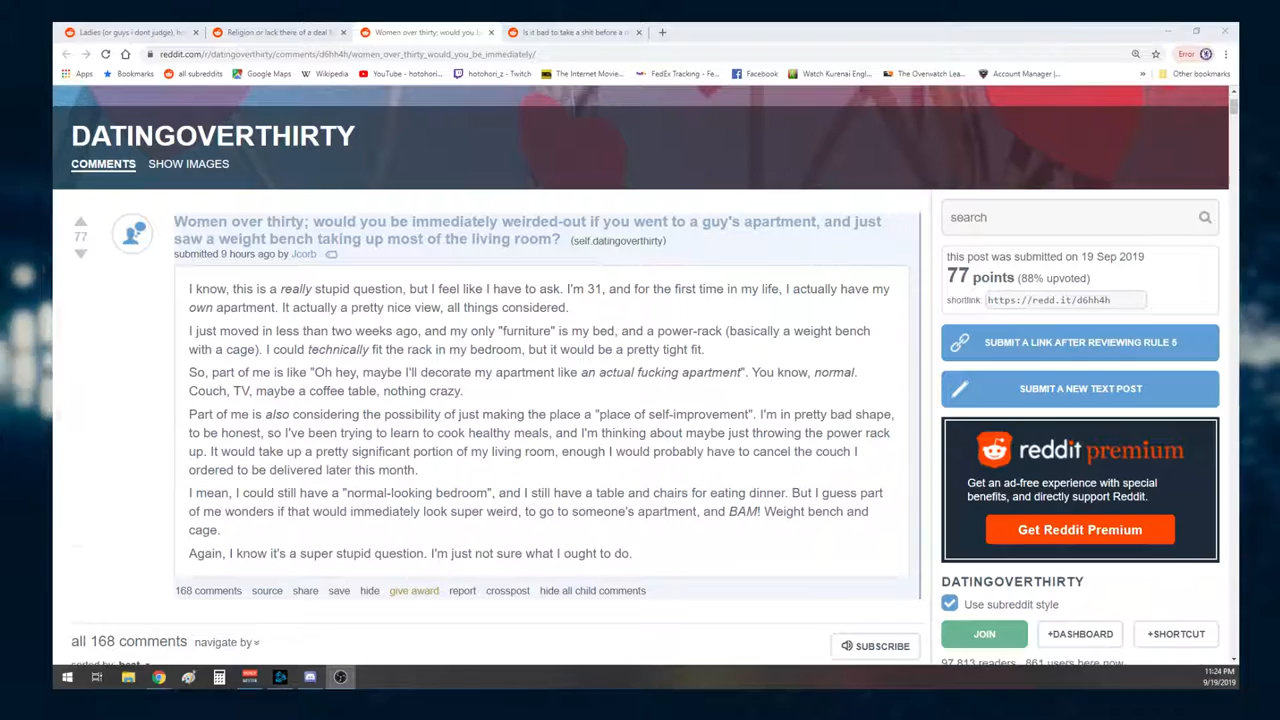 Ladies (or guys i dont judge), h
Religion or lack there of a deal
Women over thirty; would you b
Is it bad to take a shit before a
reddit.com/r/datingoverthirty/comments/d6hh4h/women_over_thirty_would_you_be_immediately/
Error
Apps
Bookmarks
all subreddits
Google Maps
Wikipedia
YouTube - hotohori...
hotohori_z - Twitch
The Internet Movie...
FedEx Tracking - Fe...
Facebook
Watch Kurenai Eng...
The Overwatch Lea...
Account Manager |...
»
Other bookmarks
DATINGOVERTHIRTY
COMMENTS SHOW IMAGES
77
Women over thirty; would you be immediately weirded-out if you went to a guy's apartment, and just
saw a weight bench taking up most of the living room? (self.datingoverthirty)
submitted 9 hours ago by Jcorb
I know, this is a really stupid question, but I feel like I have to ask. I'm 31, and for the first time in my life, I actually have my
own apartment. It actually a pretty nice view, all things considered.
I just moved in less than two weeks ago, and my only "furniture" is my bed, and a power-rack (basically a weight bench
with a cage). I could technically fit the rack in my bedroom, but it would be a pretty tight fit.
So, part of me is like "Oh hey, maybe I'll decorate my apartment like an actual fucking apartment". You know, normal.
Couch, TV, maybe a coffee table, nothing crazy.
Part of me is also considering the possibility of just making the place a "place of self-improvement". I'm in pretty bad shape,
to be honest, so I've been trying to learn to cook healthy meals, and I'm thinking about maybe just throwing the power rack
up. It would take up a pretty significant portion of my living room, enough I would probably have to cancel the couch I
ordered to be delivered later this month.
I mean, I could still have a "normal-looking bedroom", and I still have a table and chairs for eating dinner. But I guess part
of me wonders if that would immediately look super weird, to go to someone's apartment, and BAM! Weight bench and
cage.
Again, I know it's a super stupid question. I'm just not sure what I ought to do.
168 comments source share save hide give award report crosspost hide all child comments
all 168 comments navigate by
SUBSCRIBE
sorted by: best
search
this post was submitted on 19 Sep 2019
77 points (88% upvoted)
shortlink: https://redd.it/d6hh4h
SUBMIT A LINK AFTER REVIEWING RULE 5
SUBMIT A NEW TEXT POST
reddit premium
Get an ad-free experience with special
benefits, and directly support Reddit.
Get Reddit Premium
DATINGOVERTHIRTY
Use subreddit style
JOIN +DASHBOARD +SHORTCUT
97,813 readers 861 users here now
11:24 PM
9/19/2019